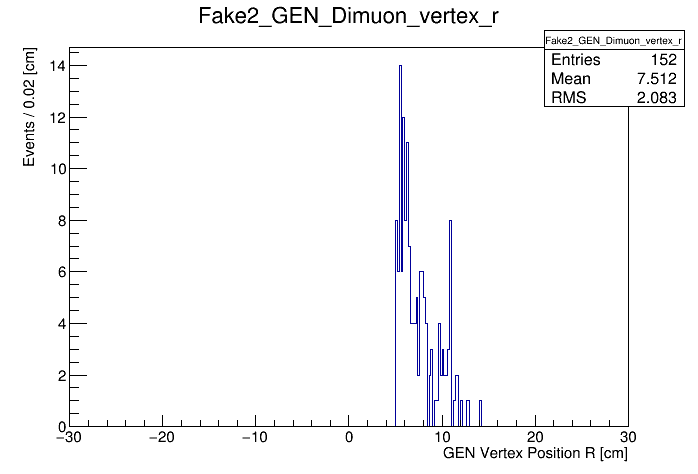 Fake2_GEN_Dimuon_vertex_r
Fake2_GEN_Dimuon_vertex_r
Entries 152
Mean 7.512
RMS 2.083
Events / 0.02 [cm]
14
12
10
8
6
4
2
0
−30 −20 −10 0 10 20 30
GEN Vertex Position R [cm]